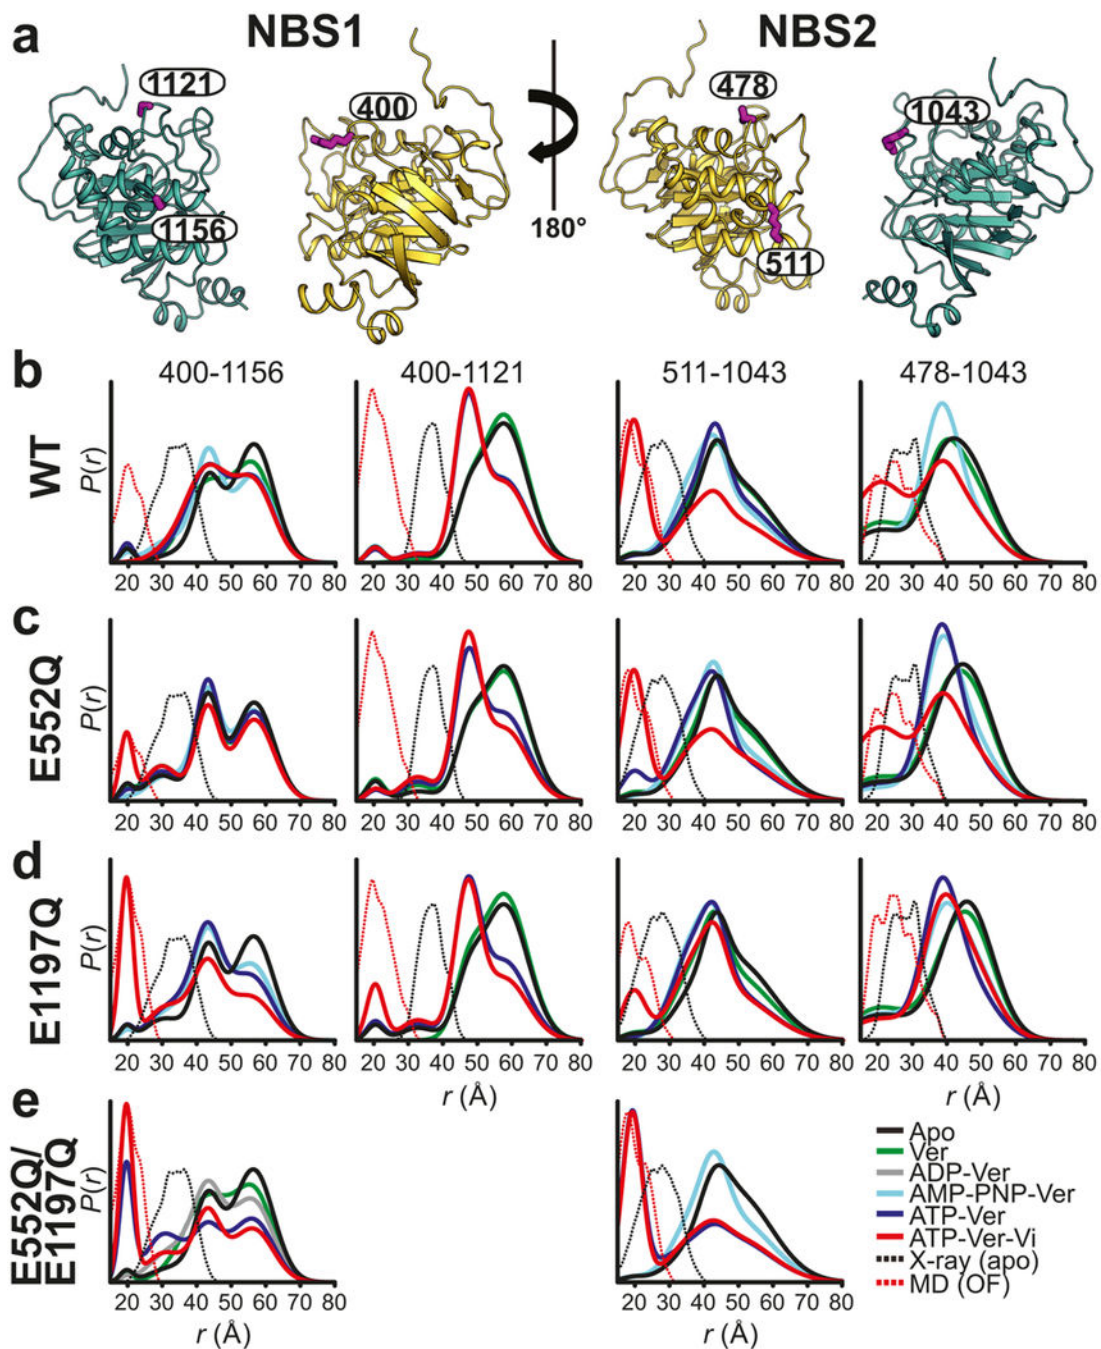 a
NBS1
NBS2
1121
400
478
1043
1156
180°
511
b
400-1156
400-1121
511-1043
478-1043
WT
P(r)
20 30 40 50 60 70 80
20 30 40 50 60 70 80
20 30 40 50 60 70 80
20 30 40 50 60 70 80
c
E552Q
P(r)
20 30 40 50 60 70 80
20 30 40 50 60 70 80
20 30 40 50 60 70 80
20 30 40 50 60 70 80
d
E1197Q
P(r)
20 30 40 50 60 70 80
20 30 40 50 60 70 80
20 30 40 50 60 70 80
20 30 40 50 60 70 80
r (Å)
r (Å)
e
E552Q/
E1197Q
P(r)
20 30 40 50 60 70 80
20 30 40 50 60 70 80
r (Å)
r (Å)
Apo
Ver
ADP-Ver
AMP-PNP-Ver
ATP-Ver
ATP-Ver-Vi
X-ray (apo)
MD (OF)